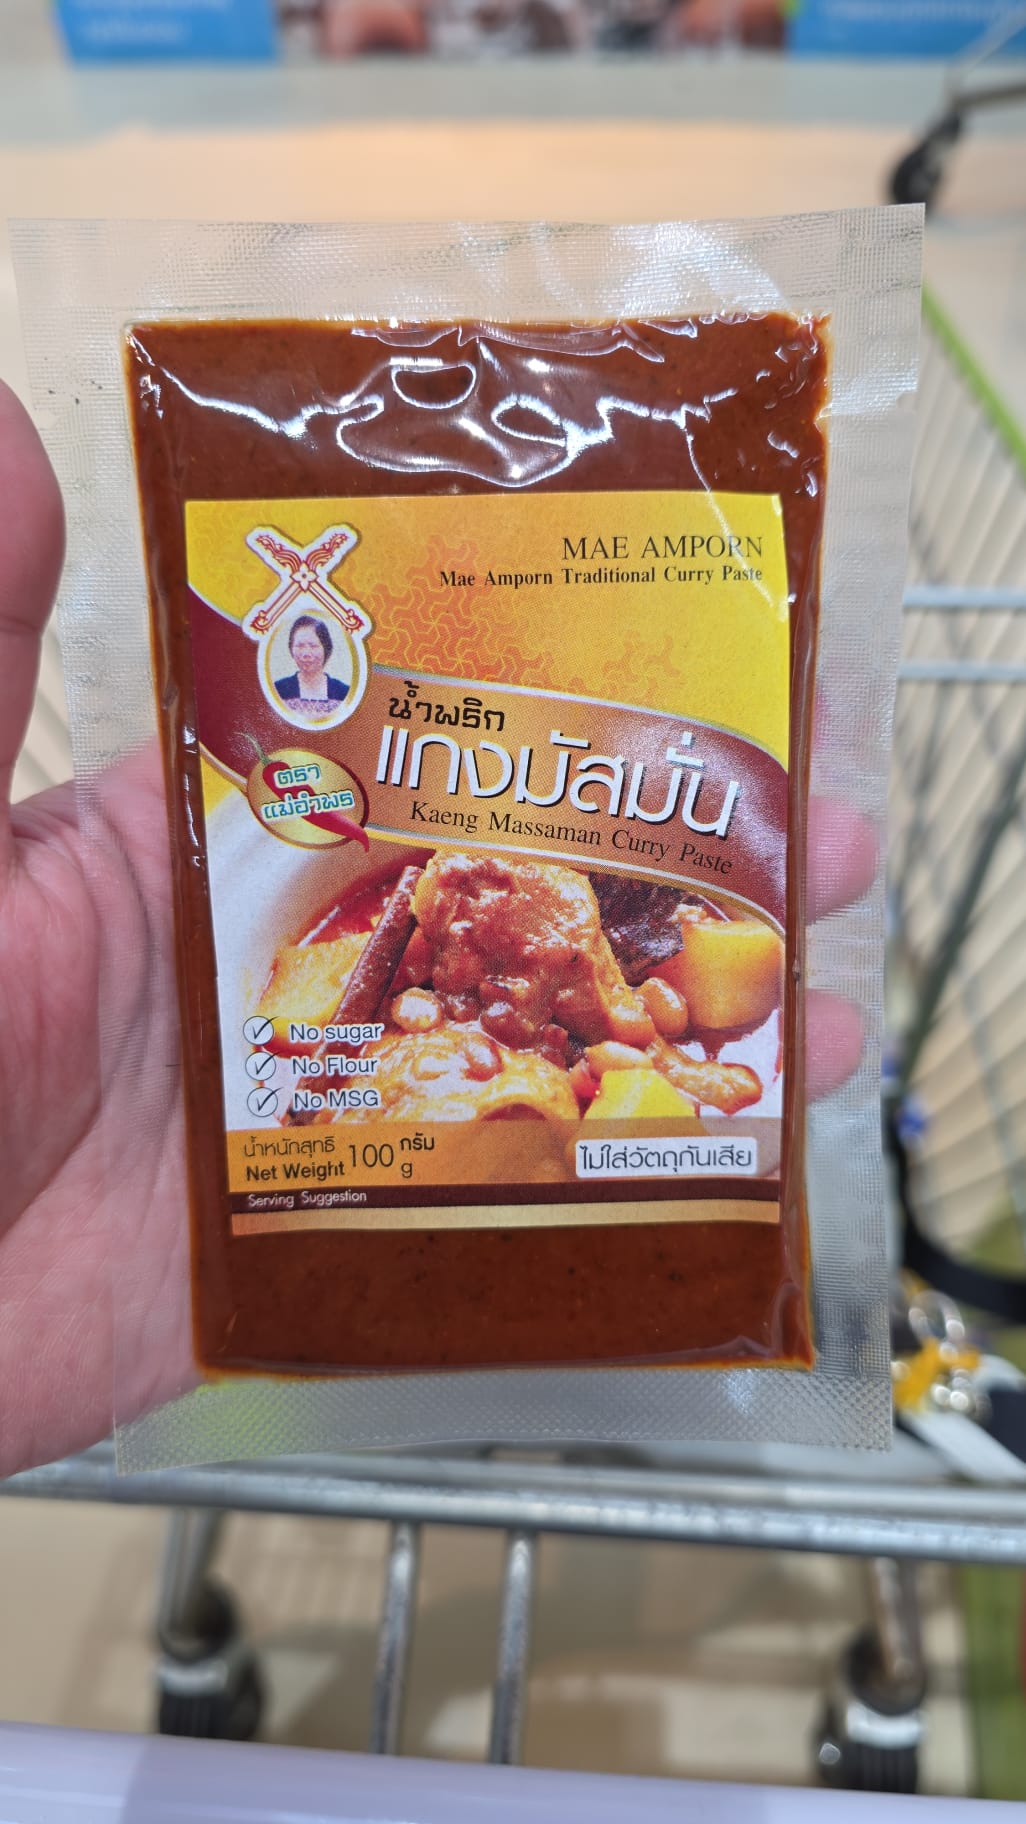 MAE AMPORN
Mae Amporn Traditional Curry Paste
น้ำพริก
แกงมัสมั่น
Kaeng Massaman Curry Paste
ตรา
แม่อำพร
No sugar
No Flour
No MSG
น้ำหนักสุทธิ 100 กรัม
Net Weight g
ไม่ใส่วัตถุกันเสีย
Serving Suggestion